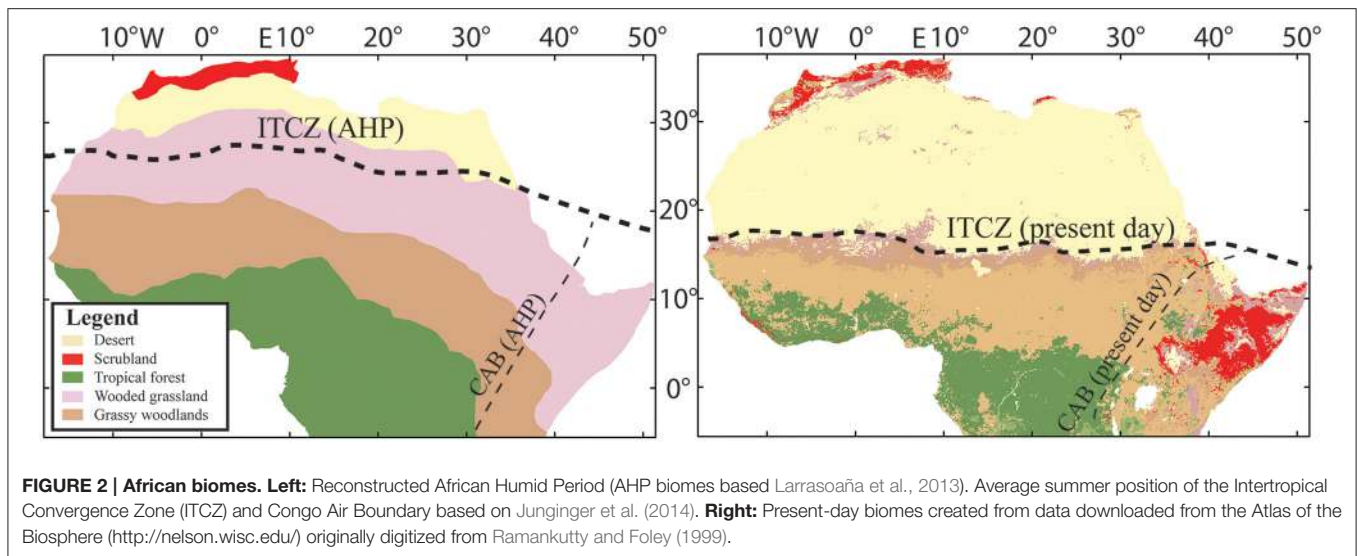 10°W 0° E10° 20° 30° 40° 50°
30°
20°
10°
0°
ITCZ (AHP)
CAB (AHP)
Legend
Desert
Scrubland
Tropical forest
Wooded grassland
Grassy woodlands
10°W 0° E10° 20° 30° 40° 50°
ITCZ (present day)
CAB (present day)
FIGURE 2 | African biomes. Left: Reconstructed African Humid Period (AHP biomes based Larrasoaña et al., 2013). Average summer position of the Intertropical
Convergence Zone (ITCZ) and Congo Air Boundary based on Junginger et al. (2014). Right: Present-day biomes created from data downloaded from the Atlas of the
Biosphere (http://nelson.wisc.edu/) originally digitized from Ramankutty and Foley (1999).